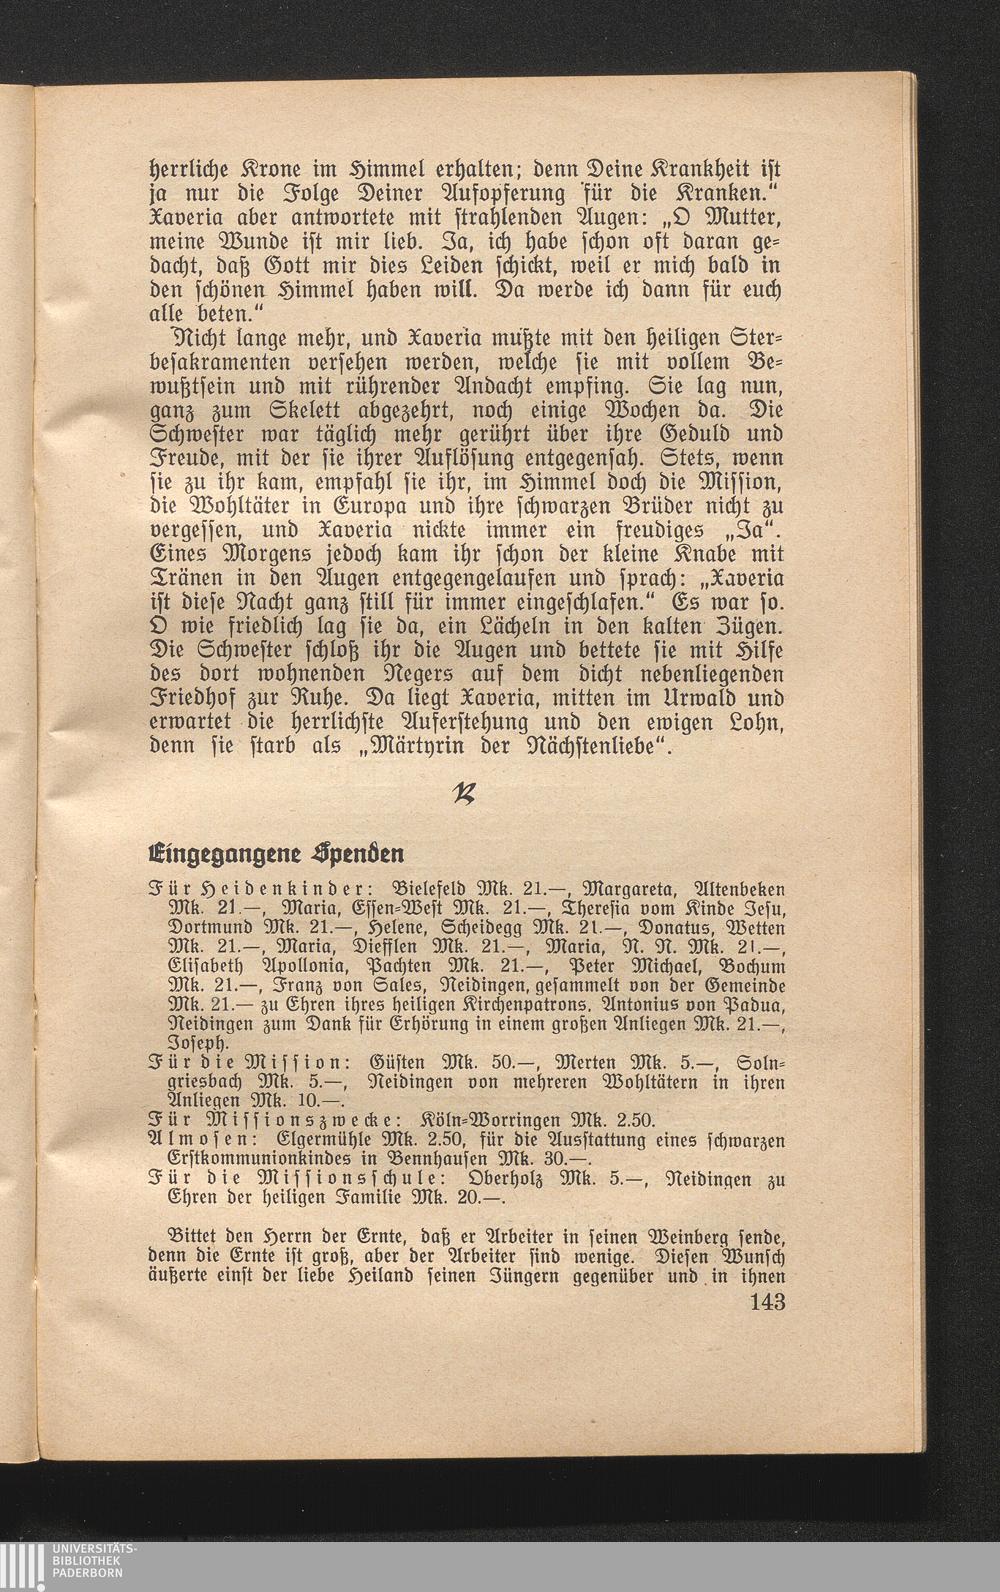 herrliche Krone im Himmel erhalten; denn Deine Krankheit ist
ja nur die Folge Deiner Aufopferung für die Kranken.“
Xaveria aber antwortete mit strahlenden Augen: „O Mutter,
meine Wunde ist mir lieb. Ja, ich habe schon oft daran ge-
dacht, daß Gott mir dies Leiden schickt, weil er mich bald in
den schönen Himmel haben will. Da werde ich dann für euch
alle beten.“
Nicht lange mehr, und Xaveria mußte mit den heiligen Ster-
besakramenten versehen werden, welche sie mit vollem Be-
wußtsein und mit rührender Andacht empfing. Sie lag nun,
ganz zum Skelett abgezehrt, noch einige Wochen da. Die
Schwester war täglich mehr gerührt über ihre Geduld und
Freude, mit der sie ihrer Auflösung entgegensah. Stets, wenn
sie zu ihr kam, empfahl sie ihr, im Himmel doch die Mission,
die Wohltäter in Europa und ihre schwarzen Brüder nicht zu
vergessen, und Xaveria nickte immer ein freudiges „Ja“.
Eines Morgens jedoch kam ihr schon der kleine Knabe mit
Tränen in den Augen entgegengelaufen und sprach: „Xaveria
ist diese Nacht ganz still für immer eingeschlafen.“ Es war so.
O wie friedlich lag sie da, ein Lächeln in den kalten Zügen.
Die Schwester schloß ihr die Augen und bettete sie mit Hilfe
des dort wohnenden Negers auf dem dicht nebenliegenden
Friedhof zur Ruhe. Da liegt Xaveria, mitten im Urwald und
erwartet die herrlichste Auferstehung und den ewigen Lohn,
denn sie starb als „Märtyrin der Nächstenliebe“.
Eingegangene Spenden
Für Heidenkinder: Bielefeld Mk. 21.—, Margareta, Altenbeken
Mk. 21.—, Maria, Essen-West Mk. 21.—, Theresia vom Kinde Jesu,
Dortmund Mk. 21.—, Helene, Scheidegg Mk. 21.—, Donatus, Wetten
Mk. 21.—, Maria, Diefflen Mk. 21.—, Maria, N. N. Mk. 21.—,
Elisabeth Apollonia, Pachten Mk. 21.—, Peter Michael, Bochum
Mk. 21.—, Franz von Sales, Neidingen, gesammelt von der Gemeinde
Mk. 21.— zu Ehren ihres heiligen Kirchenpatrons, Antonius von Padua,
Neidingen zum Dank für Erhörung in einem großen Anliegen Mk. 21.—,
Joseph.
Für die Mission: Güsten Mk. 50.—, Merten Mk. 5.—, Soln-
griesbach Mk. 5.—, Neidingen von mehreren Wohltätern in ihren
Anliegen Mk. 10.—.
Für Missionszwecke: Köln-Worringen Mk. 2.50.
Almosen: Elgermühle Mk. 2.50, für die Ausstattung eines schwarzen
Erstkommunionkindes in Bennhausen Mk. 30.—.
Für die Missionsschule: Oberholz Mk. 5.—, Neidingen zu
Ehren der heiligen Familie Mk. 20.—.
Bittet den Herrn der Ernte, daß er Arbeiter in seinen Weinberg sende,
denn die Ernte ist groß, aber der Arbeiter sind wenige. Diesen Wunsch
äußerte einst der liebe Heiland seinen Jüngern gegenüber und in ihnen
143
UNIVERSITÄTS-
BIBLIOTHEK
PADERBORN